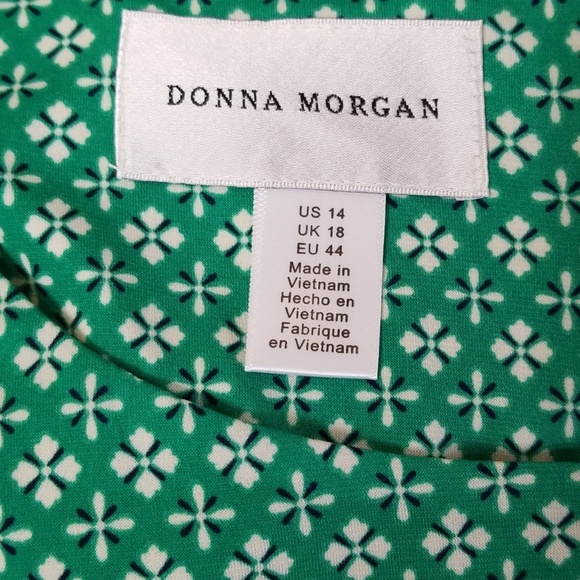 DONNA MORGAN
US 14
UK 18
EU 44
Made in
Vietnam
Hecho en
Vietnam
Fabrique
en Vietnam